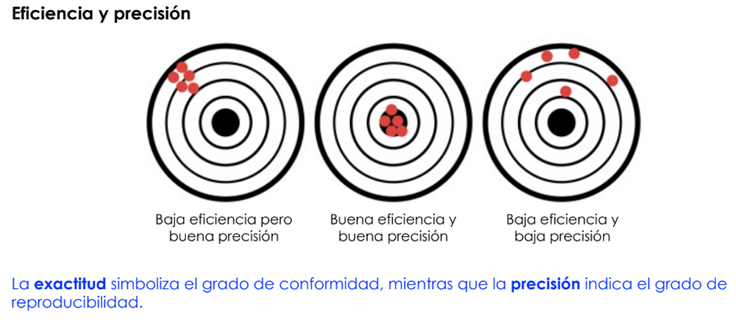 Eficiencia y precisión
Baja eficiencia pero
buena precisión
Buena eficiencia y
buena precisión
Baja eficiencia y
baja precisión
La exactitud simboliza el grado de conformidad, mientras que la precisión indica el grado de
reproducibilidad.